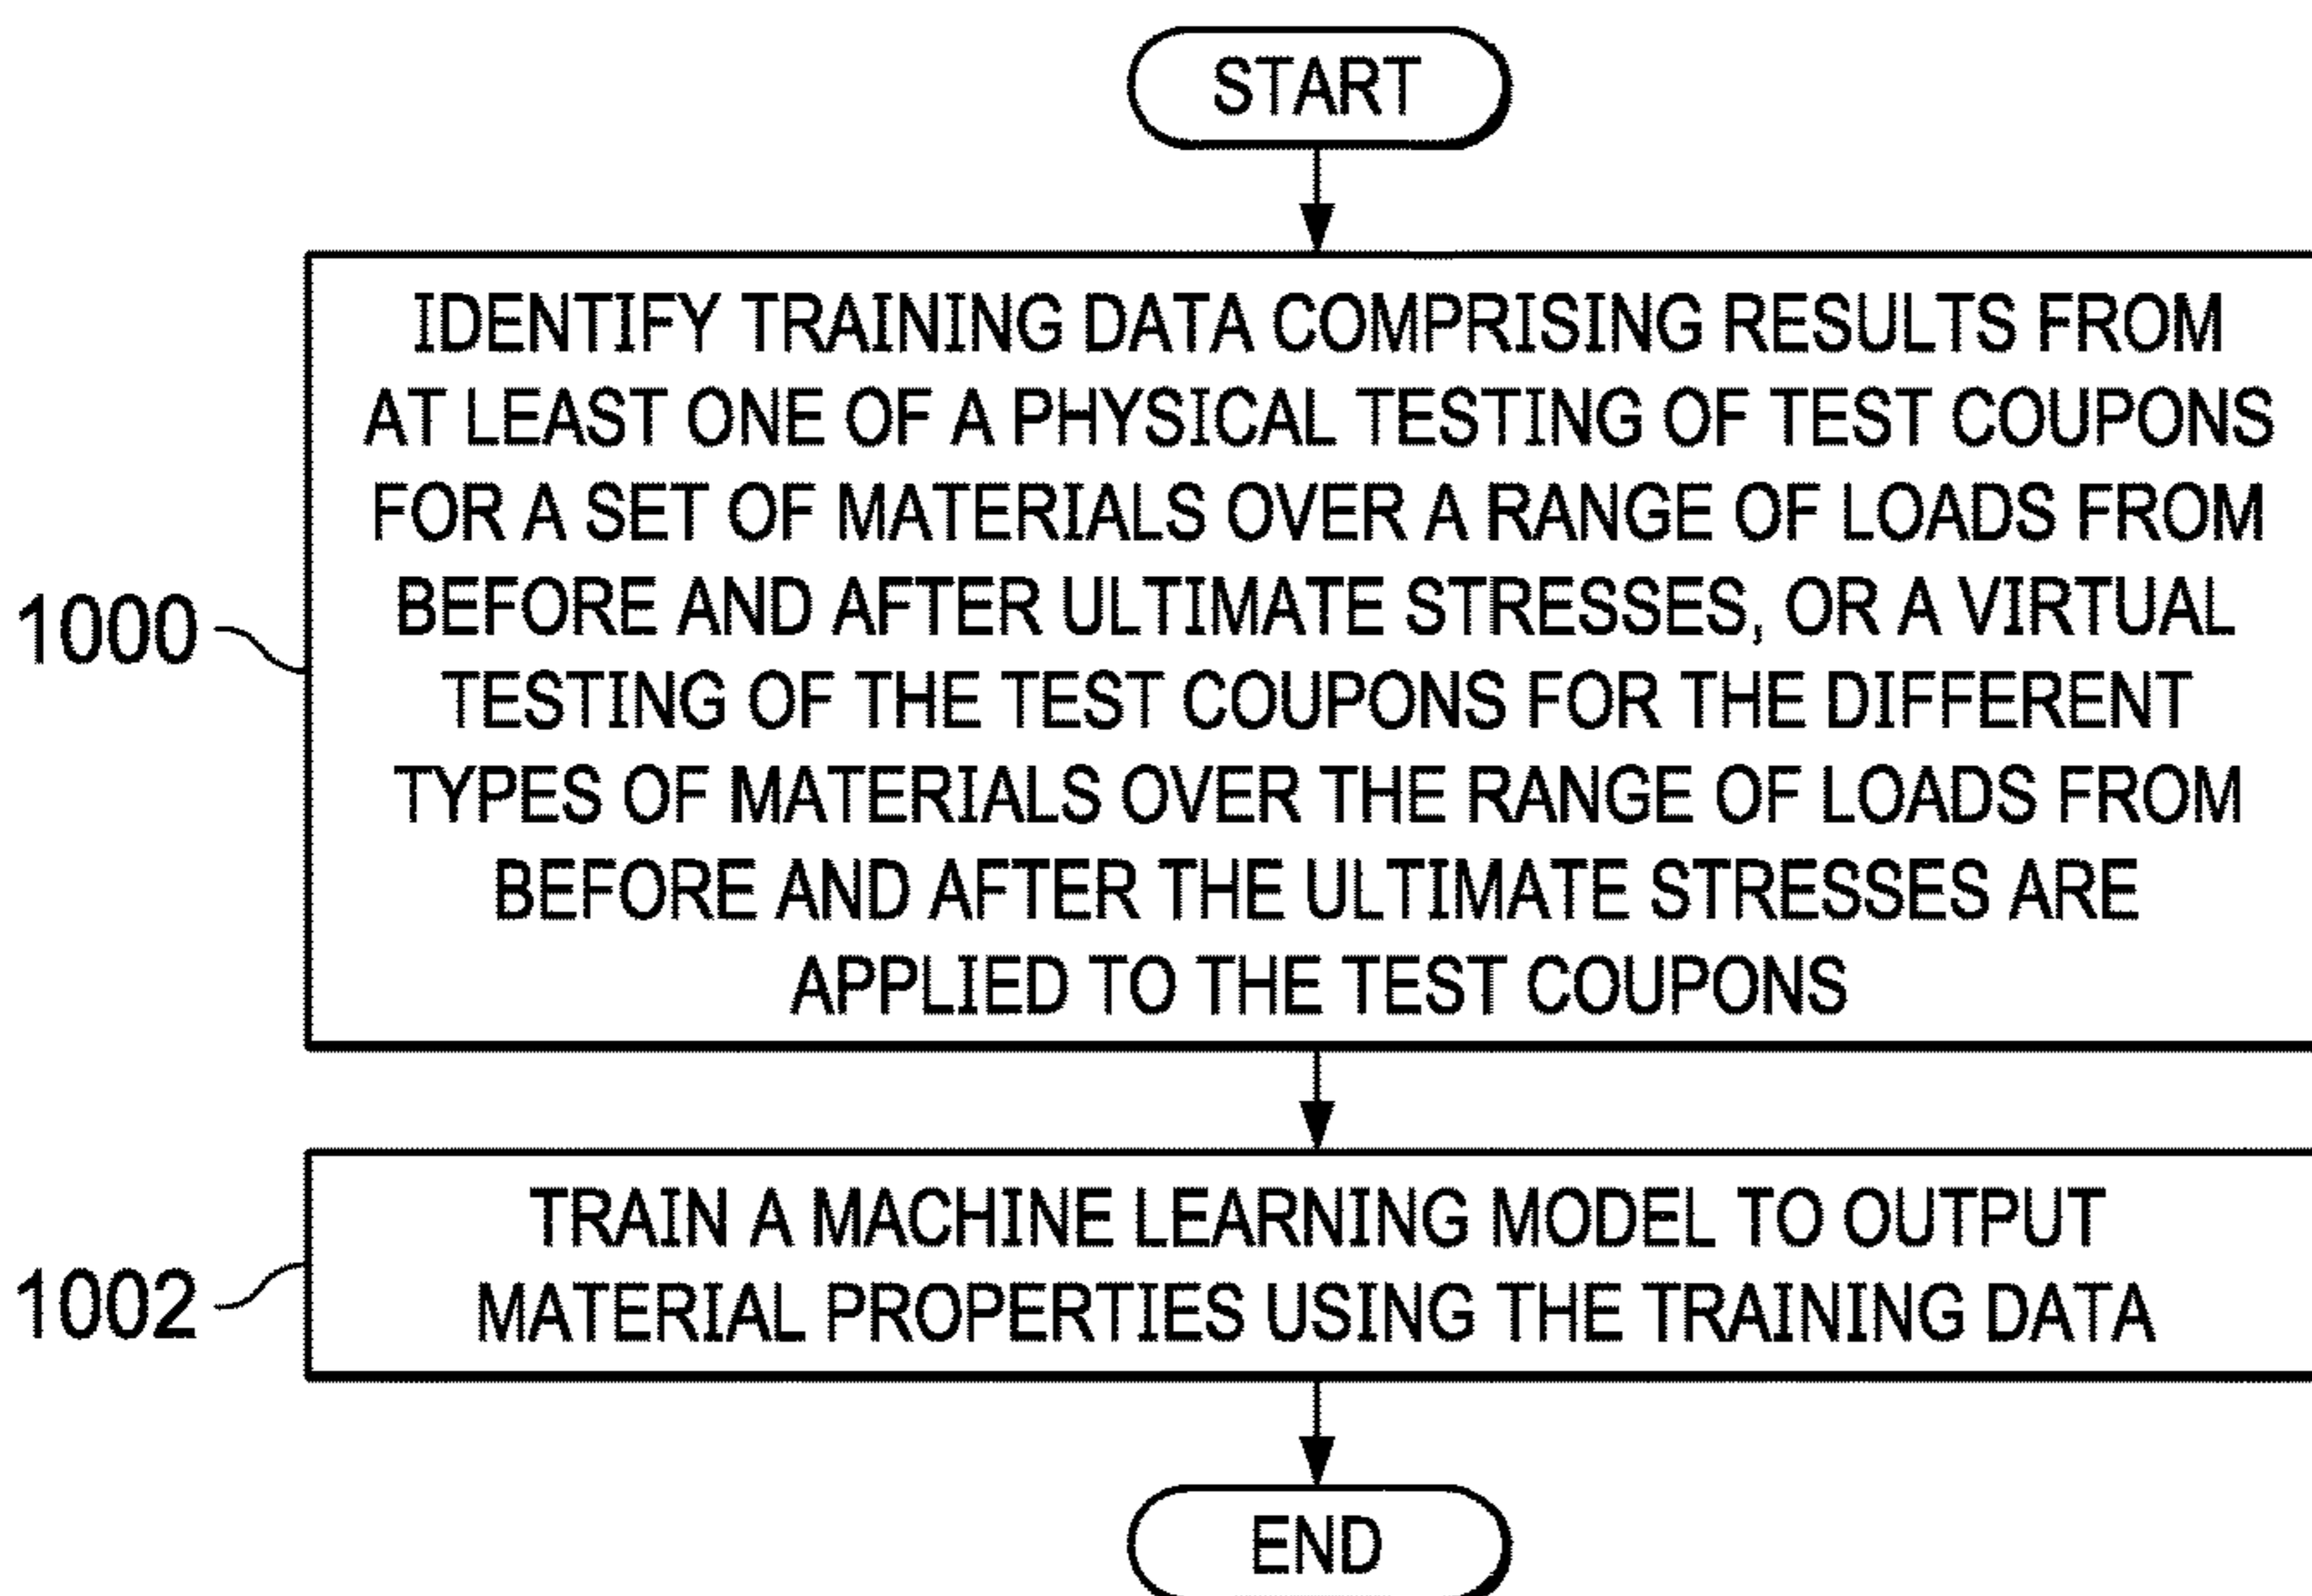 START
IDENTIFY TRAINING DATA COMPRISING RESULTS FROM
AT LEAST ONE OF A PHYSICAL TESTING OF TEST COUPONS
FOR A SET OF MATERIALS OVER A RANGE OF LOADS FROM
BEFORE AND AFTER ULTIMATE STRESSES, OR A VIRTUAL
TESTING OF THE TEST COUPONS FOR THE DIFFERENT
TYPES OF MATERIALS OVER THE RANGE OF LOADS FROM
BEFORE AND AFTER THE ULTIMATE STRESSES ARE
APPLIED TO THE TEST COUPONS
1000
TRAIN A MACHINE LEARNING MODEL TO OUTPUT
MATERIAL PROPERTIES USING THE TRAINING DATA
1002
END